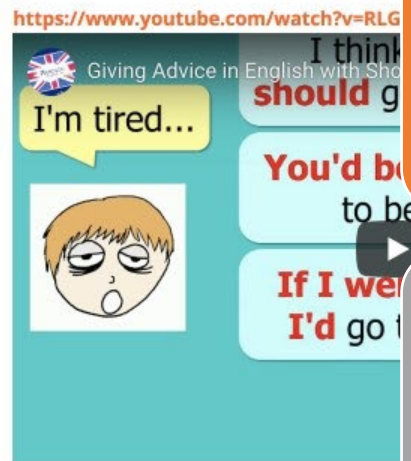 https://www.youtube.com/watch?v=RLG
Giving Advice in English with Sho
I'm tired...
I think
should g
You'd be
to be
If I wer
I'd go t